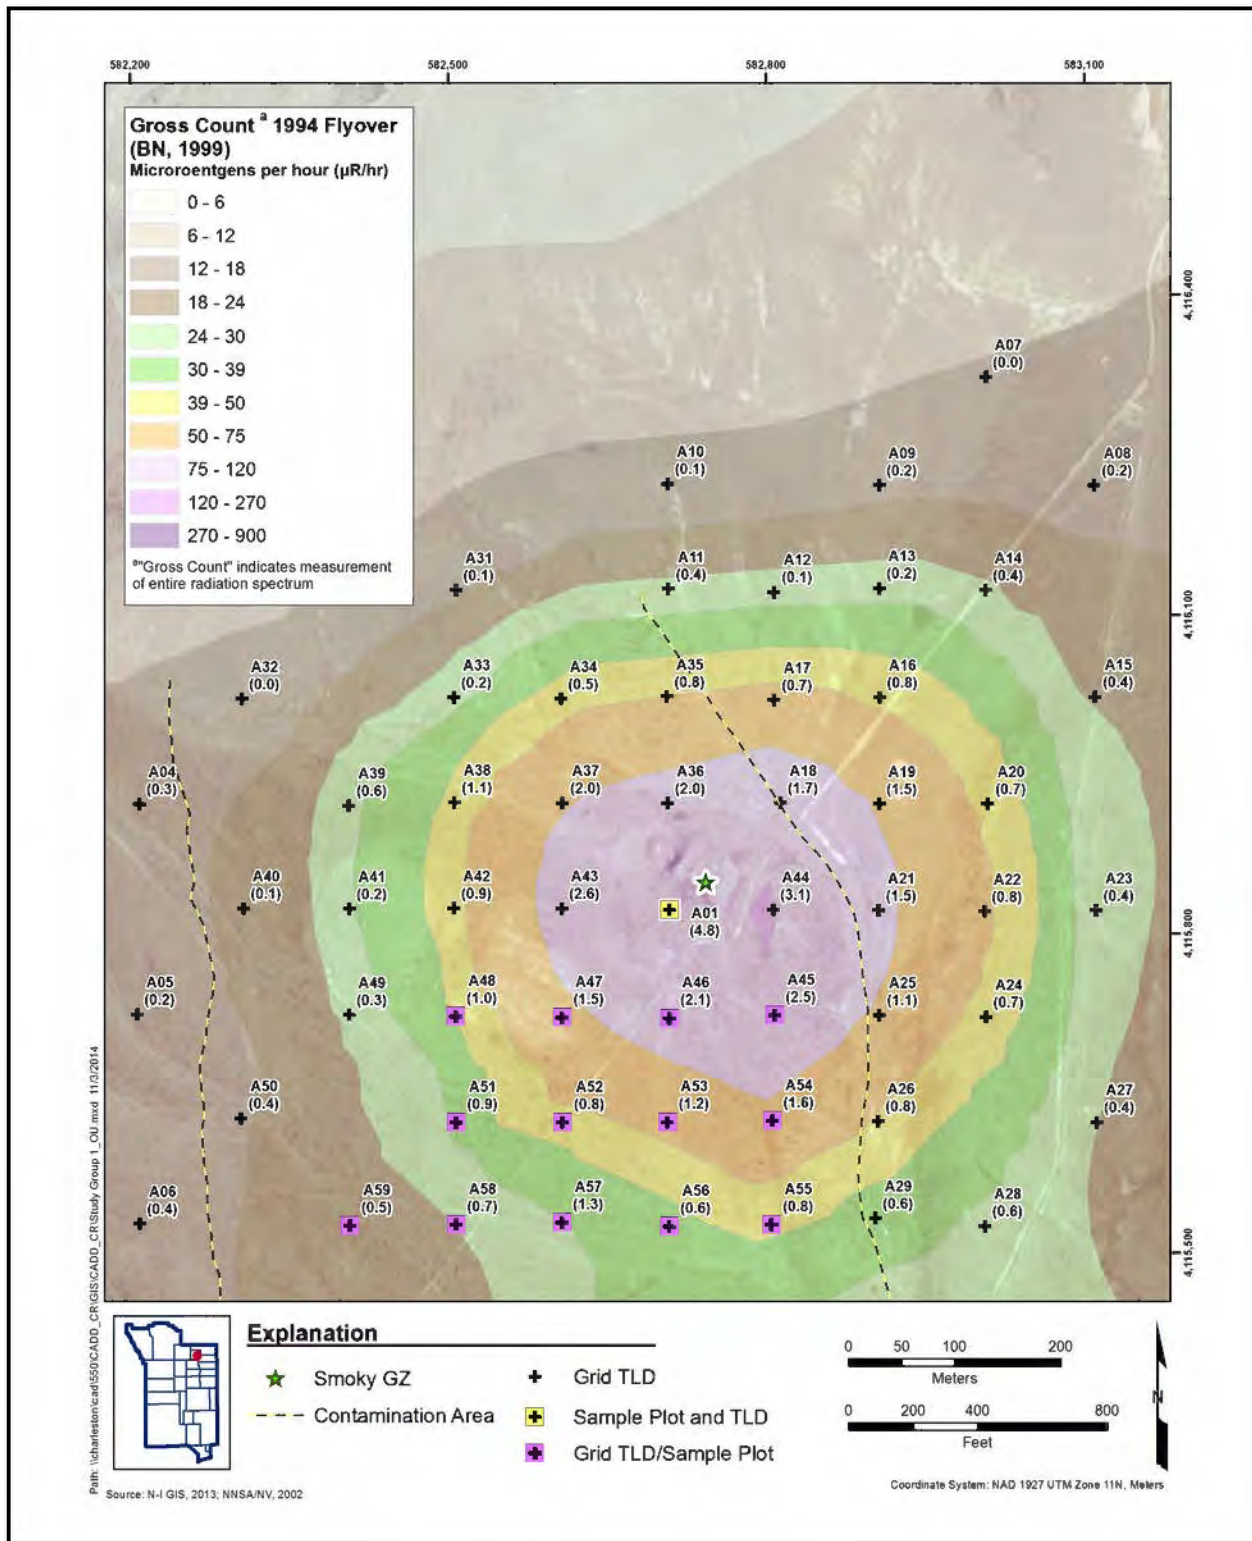 582,200
582,500
582,800
583,100
Gross Count a 1994 Flyover
(BN, 1999)
Microroentgens per hour (µR/hr)
0 - 6
6 - 12
12 - 18
18 - 24
24 - 30
30 - 39
39 - 50
50 - 75
75 - 120
120 - 270
270 - 900
a"Gross Count" indicates measurement
of entire radiation spectrum
4,116,400
4,116,100
4,115,800
4,115,500
A07
(0.0)
A10
(0.1)
A09
(0.2)
A08
(0.2)
A31
(0.1)
A11
(0.4)
A12
(0.1)
A13
(0.2)
A14
(0.4)
A32
(0.0)
A33
(0.2)
A34
(0.5)
A35
(0.8)
A17
(0.7)
A16
(0.8)
A15
(0.4)
A04
(0.3)
A39
(0.6)
A38
(1.1)
A37
(2.0)
A36
(2.0)
A18
(1.7)
A19
(1.5)
A20
(0.7)
A40
(0.1)
A41
(0.2)
A42
(0.9)
A43
(2.6)
A01
(4.8)
A44
(3.1)
A21
(1.5)
A22
(0.8)
A23
(0.4)
A05
(0.2)
A49
(0.3)
A48
(1.0)
A47
(1.5)
A46
(2.1)
A45
(2.5)
A25
(1.1)
A24
(0.7)
A50
(0.4)
A51
(0.9)
A52
(0.8)
A53
(1.2)
A54
(1.6)
A26
(0.8)
A27
(0.4)
A06
(0.4)
A59
(0.5)
A58
(0.7)
A57
(1.3)
A56
(0.6)
A55
(0.8)
A29
(0.6)
A28
(0.6)
Path: \\charleston\cad\550\CADD_CR\GIS\CADD_CR\Study Group 1_OU.mxd 11/3/2014
Explanation
Smoky GZ
Contamination Area
Grid TLD
Sample Plot and TLD
Grid TLD/Sample Plot
0 50 100 200
Meters
0 200 400 800
Feet
N
Source: N-I GIS, 2013; NNSA/NV, 2002
Coordinate System: NAD 1927 UTM Zone 11N, Meters